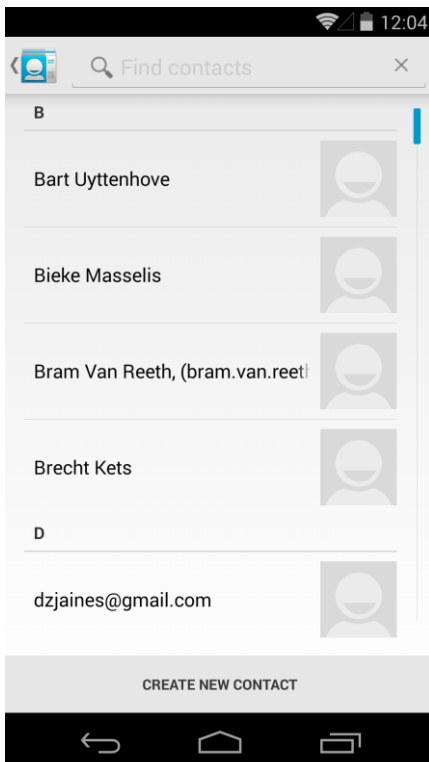 12:04
Find contacts
B
Bart Uyttenhove
Bieke Masselis
Bram Van Reeth, (bram.van.reeth
Brecht Kets
D
dzjaines@gmail.com
CREATE NEW CONTACT